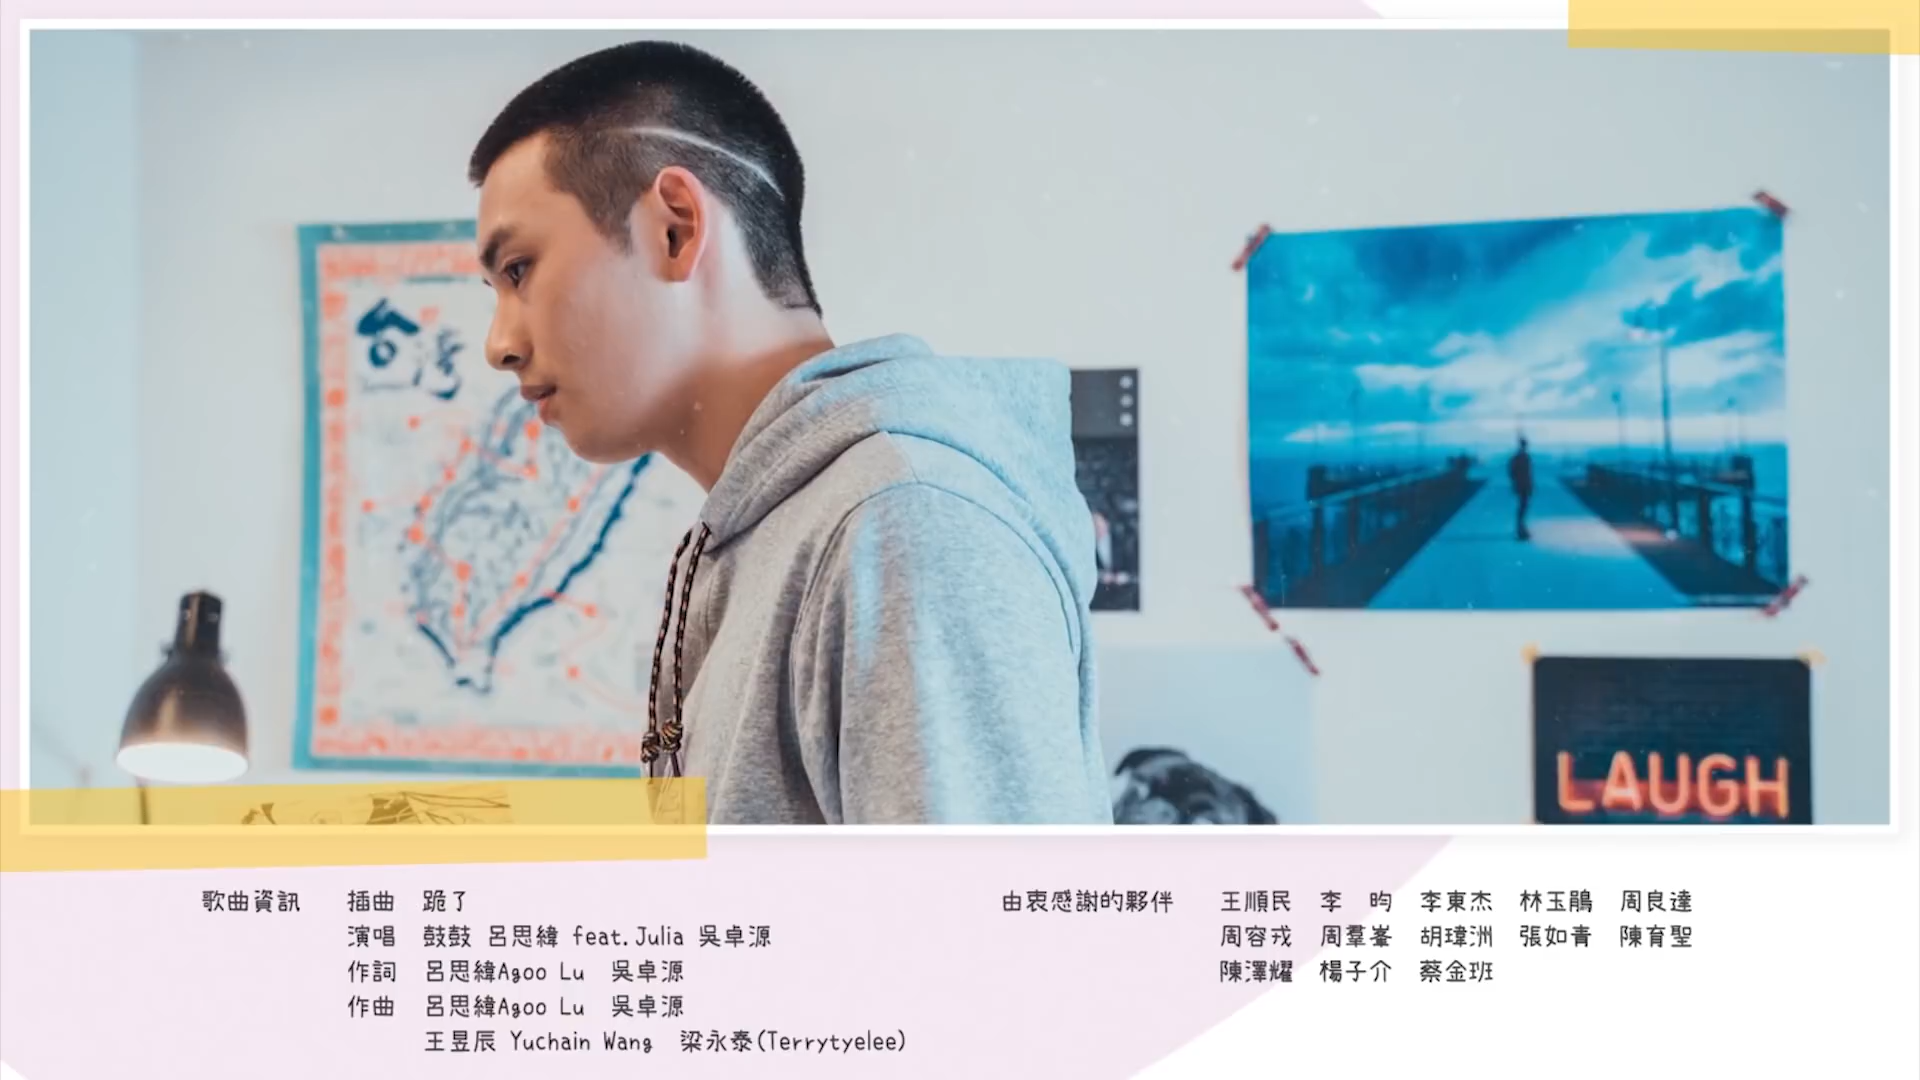 台灣
LAUGH
歌曲資訊 插曲 跪了
演唱 鼓鼓 呂思緯 feat.Julia 吳卓源
作詞 呂思緯Agoo Lu 吳卓源
作曲 呂思緯Agoo Lu 吳卓源
王昱辰 Yuchain Wang 梁永泰(Terrytyelee)
由衷感謝的夥伴 王順民 李 昀 李東杰 林玉鵑 周良達
周容戎 周羣峯 胡瑋洲 張如青 陳育聖
陳澤耀 楊子介 蔡金班